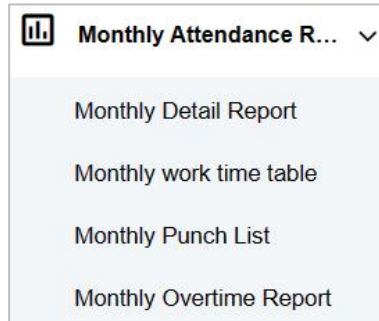 Monthly Attendance R...
Monthly Detail Report
Monthly work time table
Monthly Punch List
Monthly Overtime Report